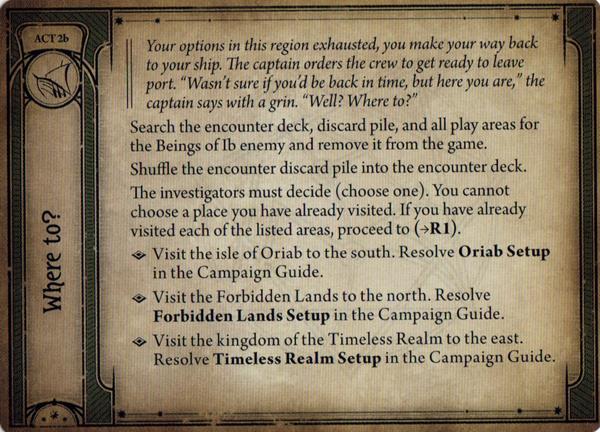 ACT 2b
Where to?
Your options in this region exhausted, you make your way back
to your ship. The captain orders the crew to get ready to leave
port. “Wasn’t sure if you’d be back in time, but here you are,” the
captain says with a grin. “Well? Where to?”
Search the encounter deck, discard pile, and all play areas for
the Beings of Ib enemy and remove it from the game.
Shuffle the encounter discard pile into the encounter deck.
The investigators must decide (choose one). You cannot
choose a place you have already visited. If you have already
visited each of the listed areas, proceed to (→R1).
Visit the isle of Oriab to the south. Resolve Oriab Setup
in the Campaign Guide.
Visit the Forbidden Lands to the north. Resolve
Forbidden Lands Setup in the Campaign Guide.
Visit the kingdom of the Timeless Realm to the east.
Resolve Timeless Realm Setup in the Campaign Guide.